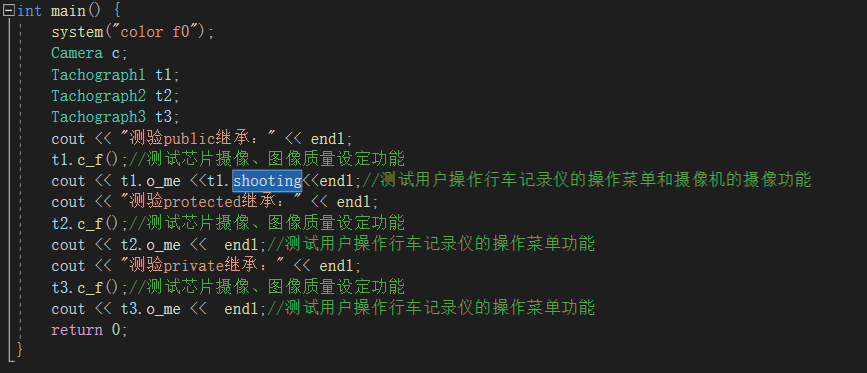 int main() {
system("color f0");
Camera c;
Tachograph1 t1;
Tachograph2 t2;
Tachograph3 t3;
cout << "测验public继承：" << endl;
t1.c_f();//测试芯片摄像、图像质量设定功能
cout << t1.o_me <<t1.shooting<<endl;//测试用户操作行车记录仪的操作菜单和摄像机的摄像功能
cout << "测验protected继承：" << endl;
t2.c_f();//测试芯片摄像、图像质量设定功能
cout << t2.o_me <<  endl;//测试用户操作行车记录仪的操作菜单功能
cout << "测验private继承：" << endl;
t3.c_f();//测试芯片摄像、图像质量设定功能
cout << t3.o_me <<  endl;//测试用户操作行车记录仪的操作菜单功能
return 0;
}